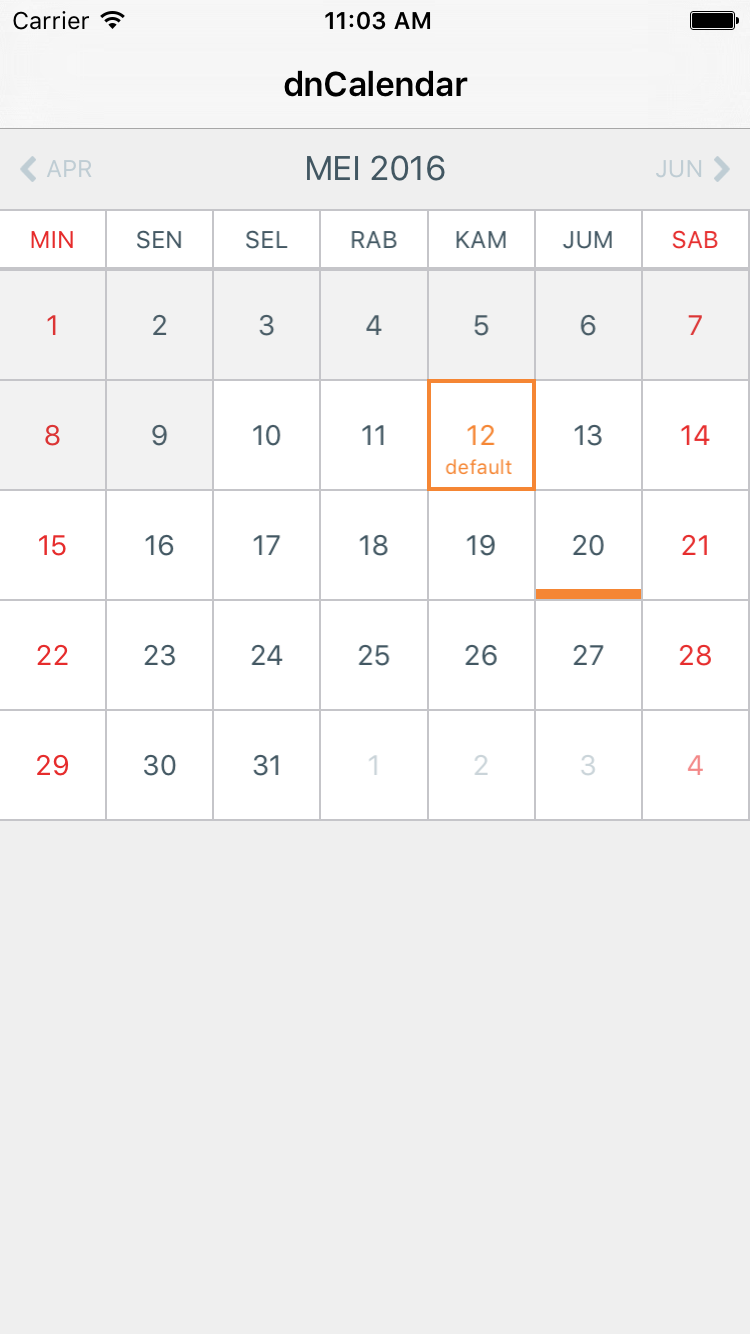 Carrier 11:03 AM
dnCalendar
APR MEI 2016 JUN
MIN SEN SEL RAB KAM JUM SAB
1 2 3 4 5 6 7
8 9 10 11 12 13 14
default
15 16 17 18 19 20 21
22 23 24 25 26 27 28
29 30 31 1 2 3 4